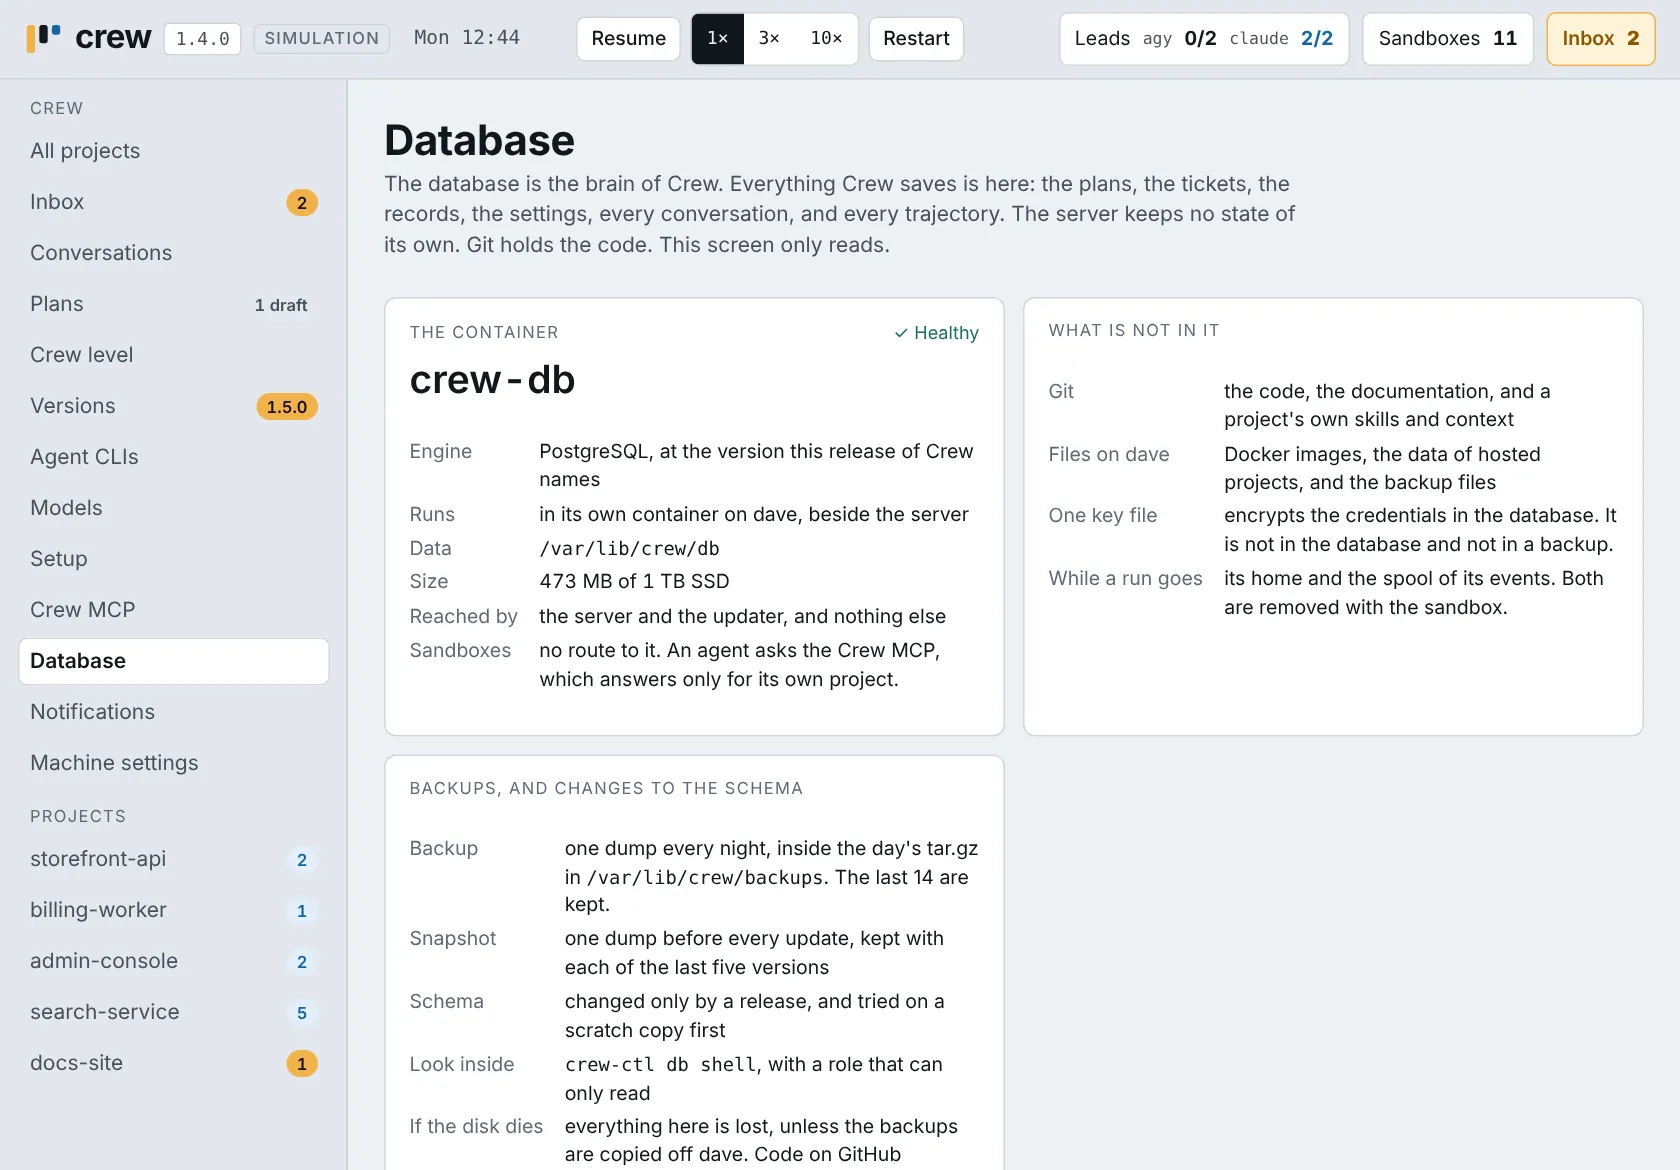 crew 1.4.0 SIMULATION Mon 12:44 Resume 1× 3× 10× Restart Leads agy 0/2 claude 2/2 Sandboxes 11 Inbox 2
CREW
All projects
Inbox 2
Conversations
Plans 1 draft
Crew level
Versions 1.5.0
Agent CLIs
Models
Setup
Crew MCP
Database
Notifications
Machine settings
PROJECTS
storefront-api 2
billing-worker 1
admin-console 2
search-service 5
docs-site 1
Database
The database is the brain of Crew. Everything Crew saves is here: the plans, the tickets, the
records, the settings, every conversation, and every trajectory. The server keeps no state of
its own. Git holds the code. This screen only reads.
THE CONTAINER ✓ Healthy
crew-db
Engine PostgreSQL, at the version this release of Crew
names
Runs in its own container on dave, beside the server
Data /var/lib/crew/db
Size 473 MB of 1 TB SSD
Reached by the server and the updater, and nothing else
Sandboxes no route to it. An agent asks the Crew MCP,
which answers only for its own project.
WHAT IS NOT IN IT
Git the code, the documentation, and a
project's own skills and context
Files on dave Docker images, the data of hosted
projects, and the backup files
One key file encrypts the credentials in the database. It
is not in the database and not in a backup.
While a run goes its home and the spool of its events. Both
are removed with the sandbox.
BACKUPS, AND CHANGES TO THE SCHEMA
Backup one dump every night, inside the day's tar.gz
in /var/lib/crew/backups. The last 14 are
kept.
Snapshot one dump before every update, kept with
each of the last five versions
Schema changed only by a release, and tried on a
scratch copy first
Look inside crew-ctl db shell, with a role that can
only read
If the disk dies everything here is lost, unless the backups
are copied off dave. Code on GitHub